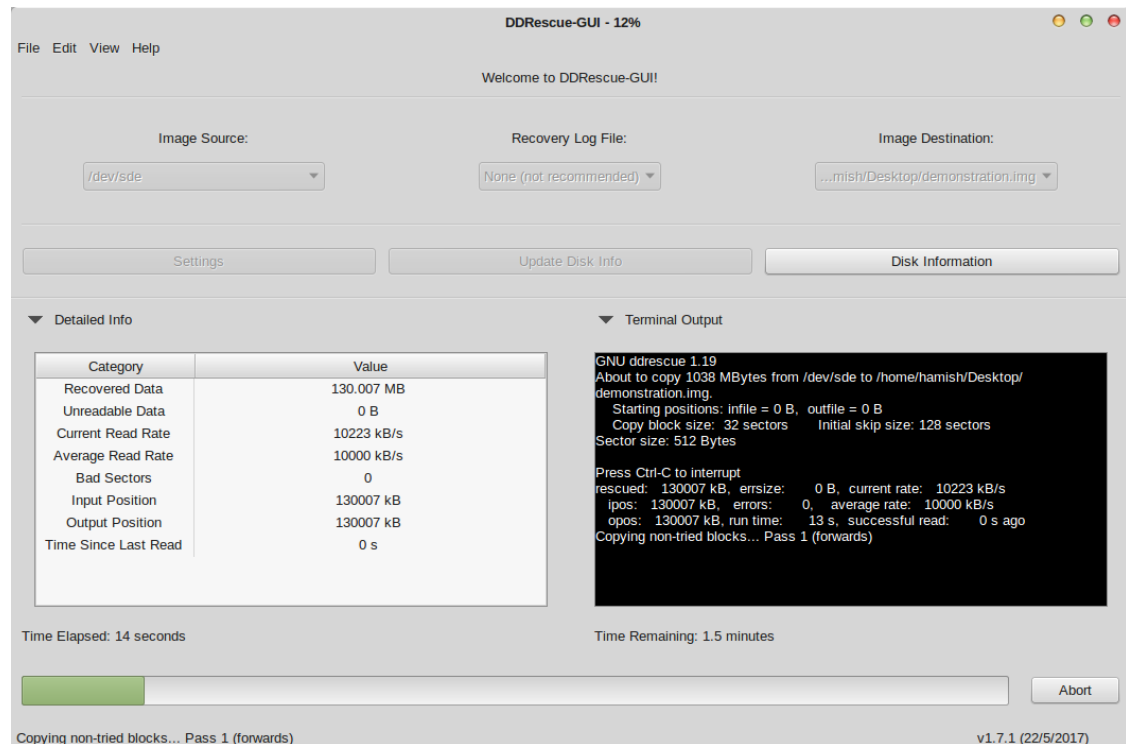 DDRescue-GUI - 12%
File Edit View Help
Welcome to DDRescue-GUI!
Image Source: Recovery Log File: Image Destination:
/dev/sde None (not recommended) ...mish/Desktop/demonstration.img
Settings Update Disk Info Disk Information
Detailed Info
Category Value
Recovered Data 130.007 MB
Unreadable Data 0 B
Current Read Rate 10223 kB/s
Average Read Rate 10000 kB/s
Bad Sectors 0
Input Position 130007 kB
Output Position 130007 kB
Time Since Last Read 0 s
Terminal Output
GNU ddrescue 1.19
About to copy 1038 MBytes from /dev/sde to /home/hamish/Desktop/
demonstration.img.
Starting positions: infile = 0 B, outfile = 0 B
Copy block size: 32 sectors Initial skip size: 128 sectors
Sector size: 512 Bytes
Press Ctrl-C to interrupt
rescued: 130007 kB, errsize: 0 B, current rate: 10223 kB/s
ipos: 130007 kB, errors: 0, average rate: 10000 kB/s
opos: 130007 kB, run time: 13 s, successful read: 0 s ago
Copying non-tried blocks... Pass 1 (forwards)
Time Elapsed: 14 seconds Time Remaining: 1.5 minutes
Abort
Copying non-tried blocks... Pass 1 (forwards) v1.7.1 (22/5/2017)